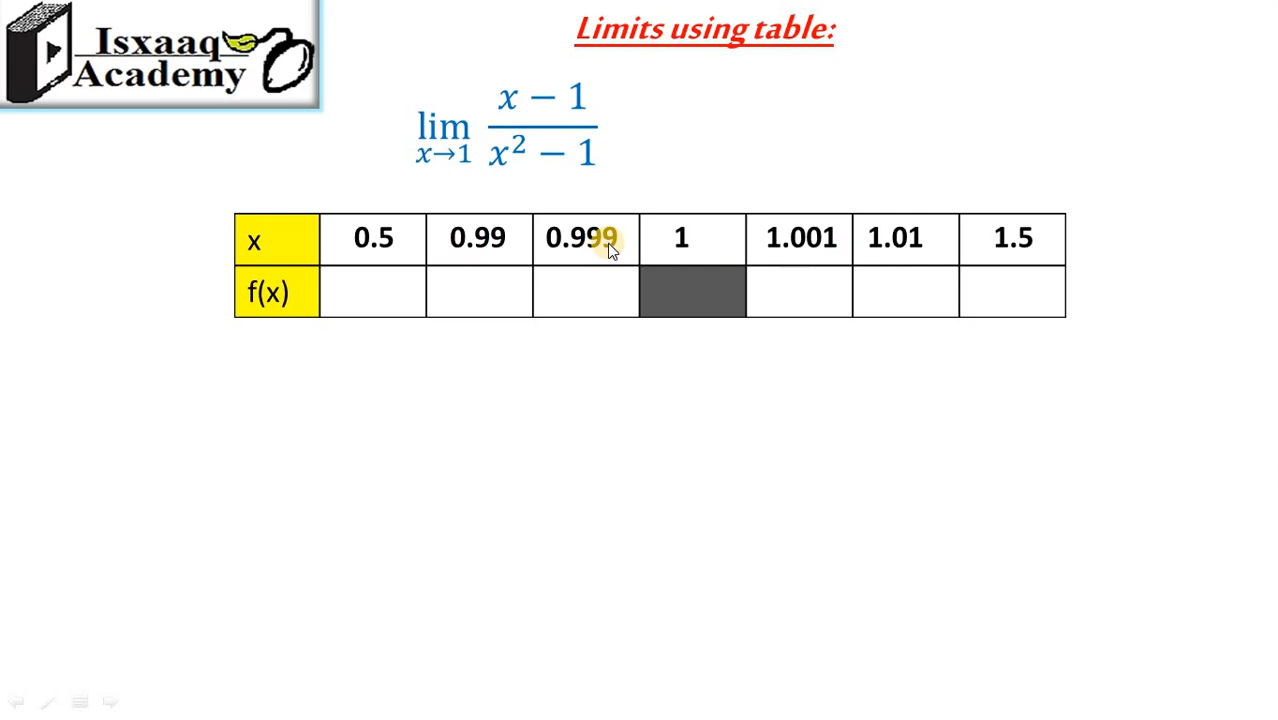 Isxaaq
Academy
Limits using table:
lim x→1 (x − 1)/(x² − 1)
x 0.5 0.99 0.999 1 1.001 1.01 1.5
f(x)